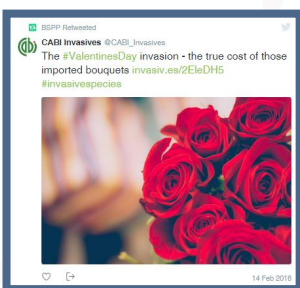 BSPP Retweeted
CABI Invasives @CABI_Invasives
The #ValentinesDay invasion - the true cost of those
imported bouquets invasiv.es/2EleDH5
#invasivespecies
14 Feb 2018